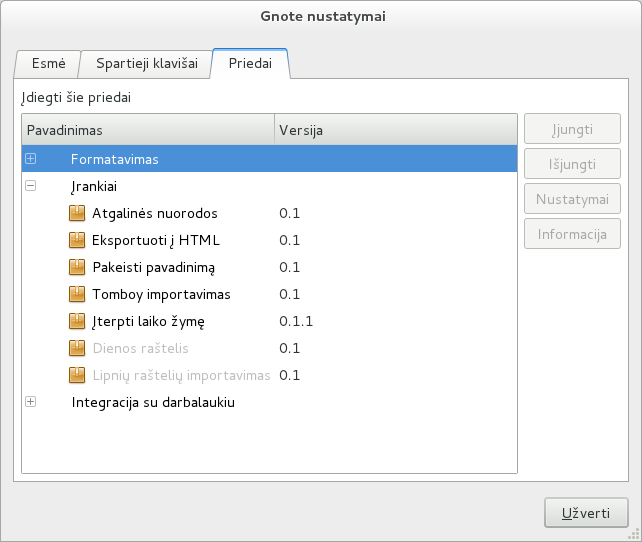 Gnote nustatymai
Esmė Spartieji klavišai Priedai
Įdiegti šie priedai
Pavadinimas Versija
Formatavimas
Įrankiai
Atgalinės nuorodos 0.1
Eksportuoti į HTML 0.1
Pakeisti pavadinimą 0.1
Tomboy importavimas 0.1
Įterpti laiko žymę 0.1.1
Dienos raštelis 0.1
Lipnių raštelių importavimas 0.1
Integracija su darbalaukiu
Įjungti
Išjungti
Nustatymai
Informacija
Užverti